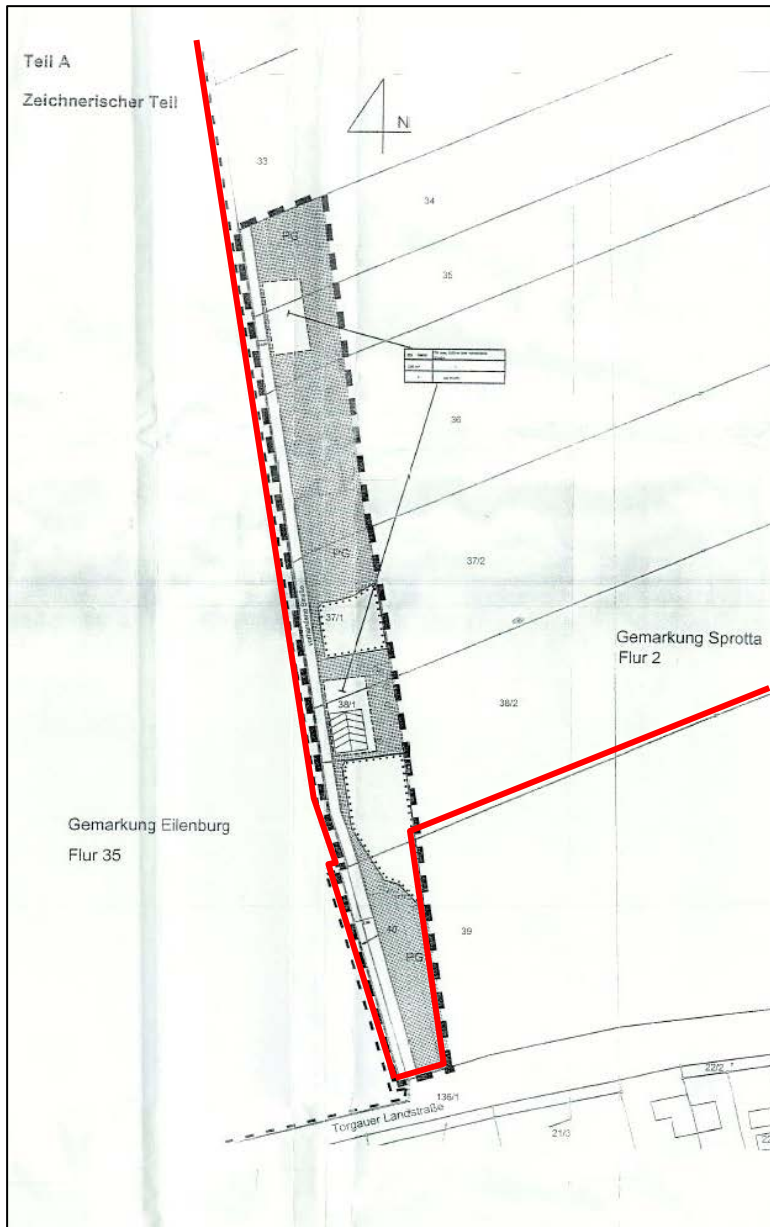 Teil A
Zeichnerischer Teil
N
33
34
PG
35
36
PG
37/2
37/1
Gemarkung Sprotta
Flur 2
38/1
38/2
Gemarkung Eilenburg
Flur 35
40
39
PG
136/1
22/2
Torgauer Landstraße
21/3
22